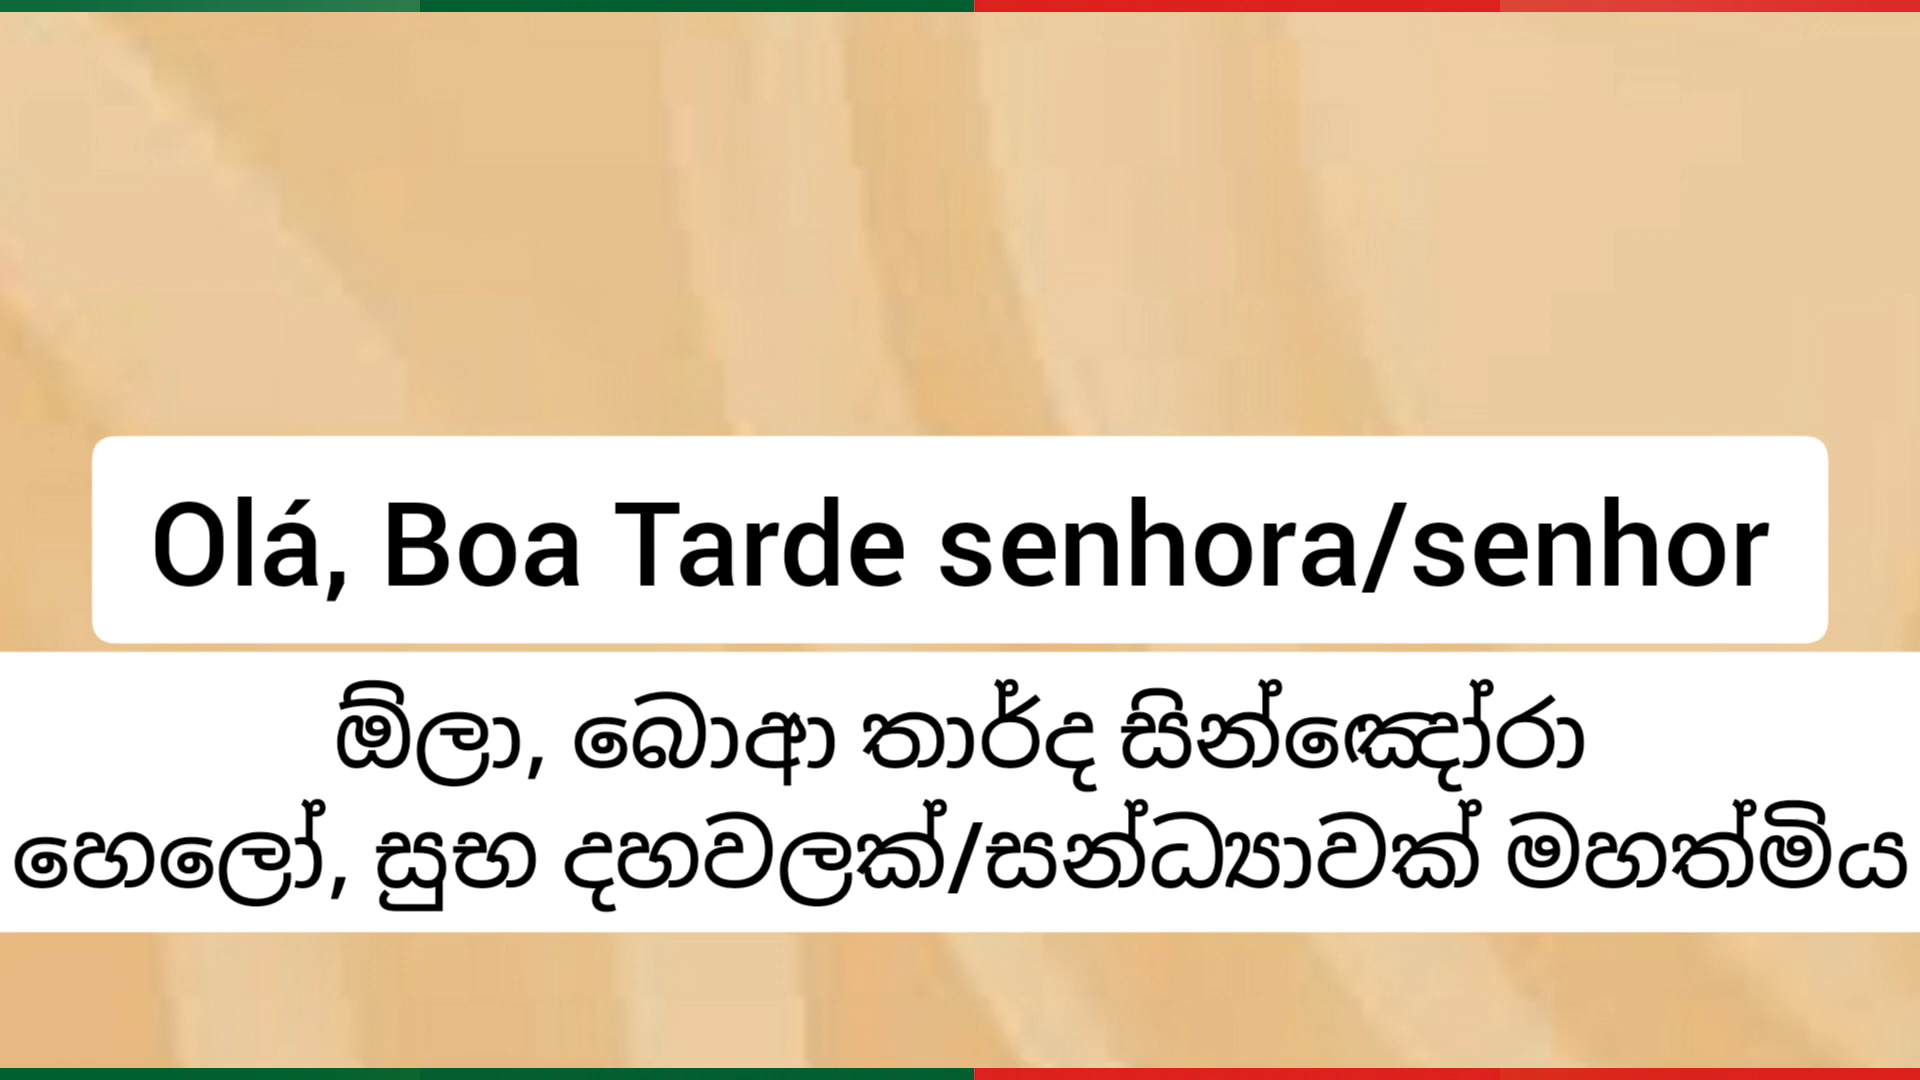 Olá, Boa Tarde senhora/senhor
ඕලා, බොආ තාර්ද සින්ඤෝරා
හෙලෝ, සුභ දහවලක්/සන්ධ්‍යාවක් මහත්මිය